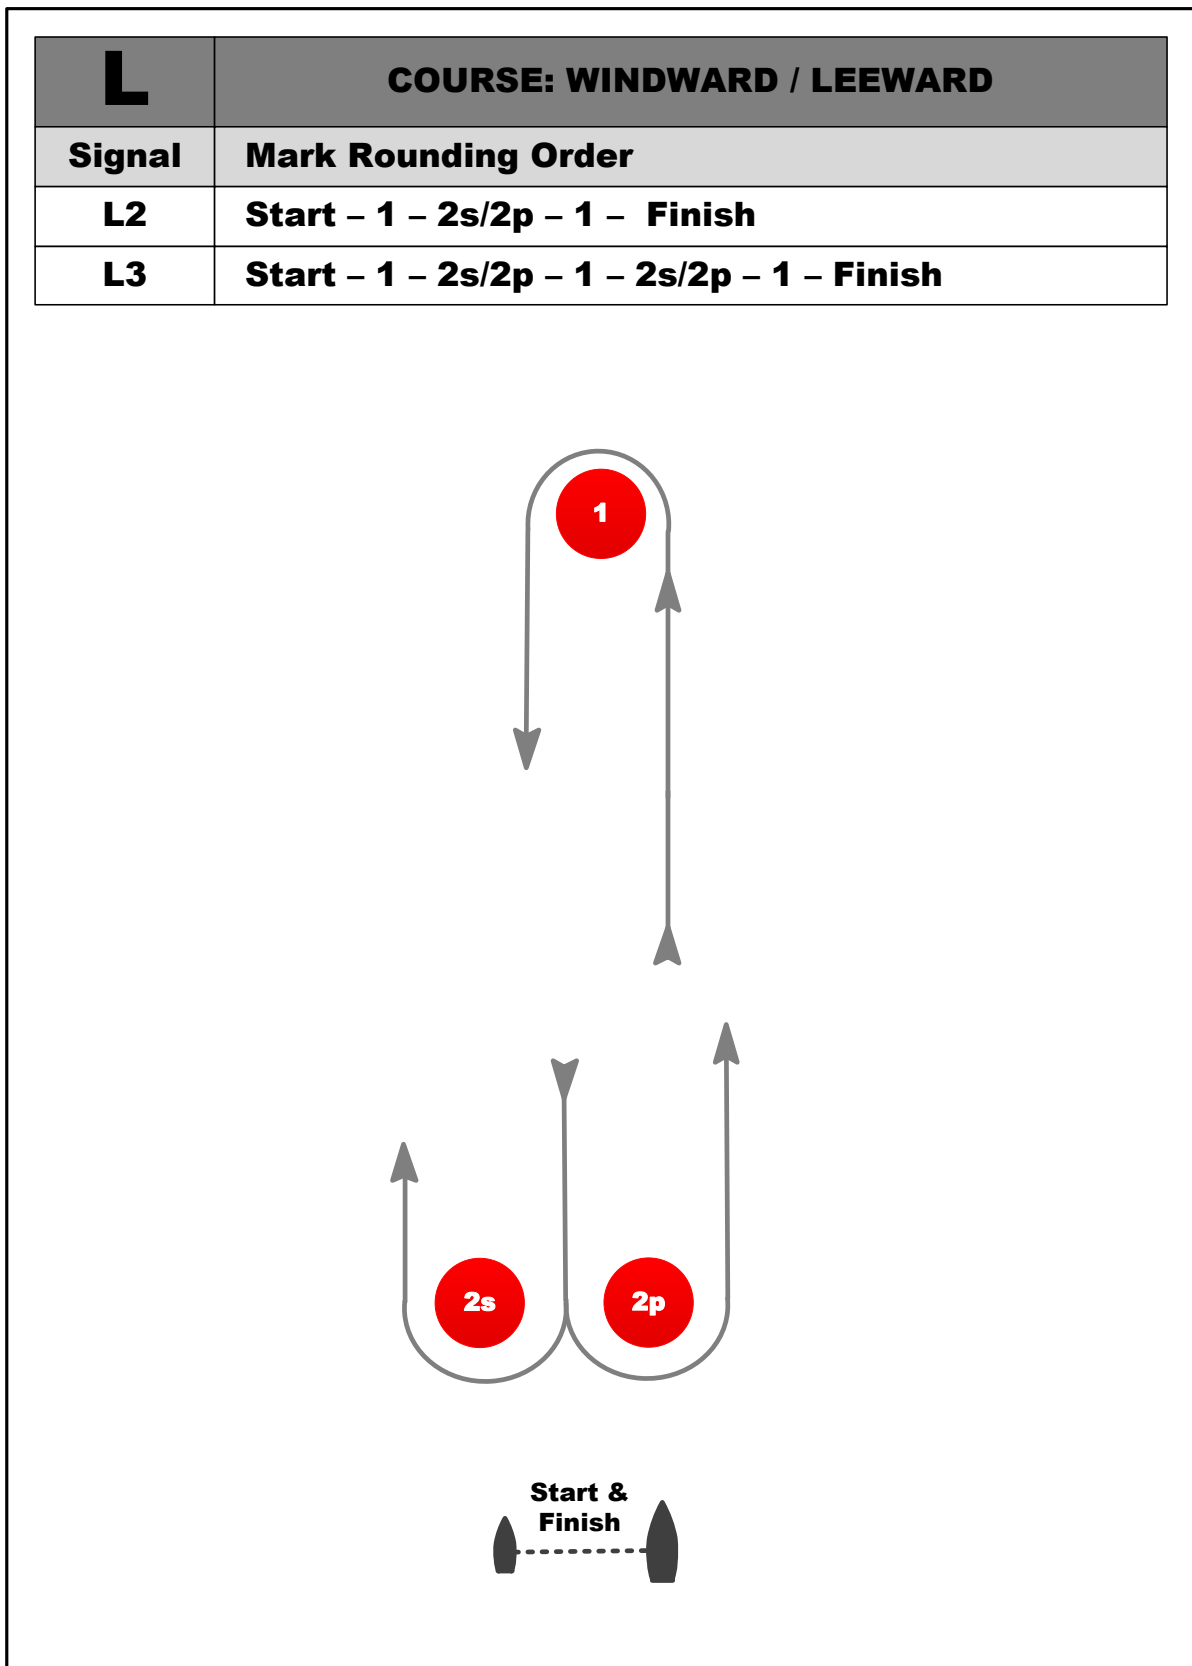 L COURSE: WINDWARD / LEEWARD
Signal Mark Rounding Order
L2 Start – 1 – 2s/2p – 1 – Finish
L3 Start – 1 – 2s/2p – 1 – 2s/2p – 1 – Finish
1
2s 2p
Start &
Finish